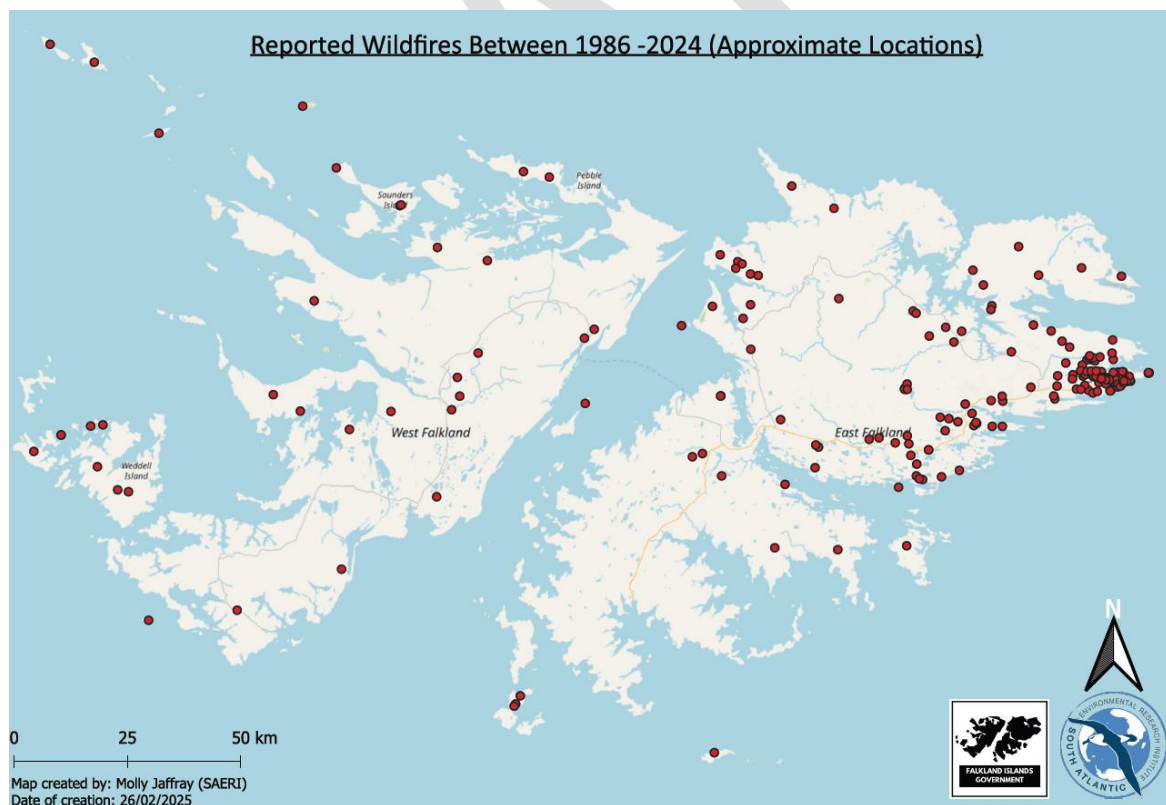 Reported Wildfires Between 1986 -2024 (Approximate Locations)
Pebble
Island
Saunders
Island
West Falkland
East Falkland
Weddell
Island
N
0 25 50 km
Map created by: Molly Jaffray (SAERI)
Date of creation: 26/02/2025
FALKLAND ISLANDS
GOVERNMENT
SOUTH ATLANTIC
ENVIRONMENTAL RESEARCH INSTITUTE